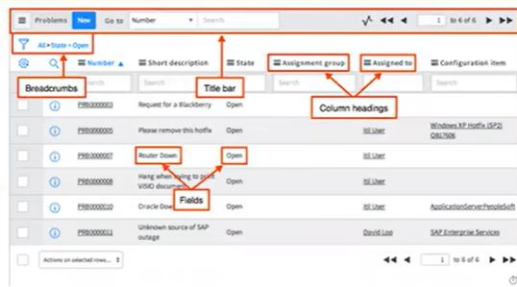 Problems New Go to Number Search 1 to 6 of 6
All>State = Open
Number Short description State Assignment group Assigned to Configuration item
Breadcrumbs
Title bar
Column headings
Search Search Search Search Search Search
PRB0000003 Request for a Blackberry Open
PRB0000005 Please remove this hotfix Open Itil User Windows XP Hotfix (SP2) Q817606
PRB0000007 Router Down Open Itil User
PRB0000008 Hang when trying to print VISIO document Itil User
Fields
PRB0000010 Oracle Dow Open Itil User ApplicationServerPeopleSoft
PRB0000011 Unknown source of SAP outage Open David Loo SAP Enterprise Services
Actions on selected rows... 1 to 6 of 6